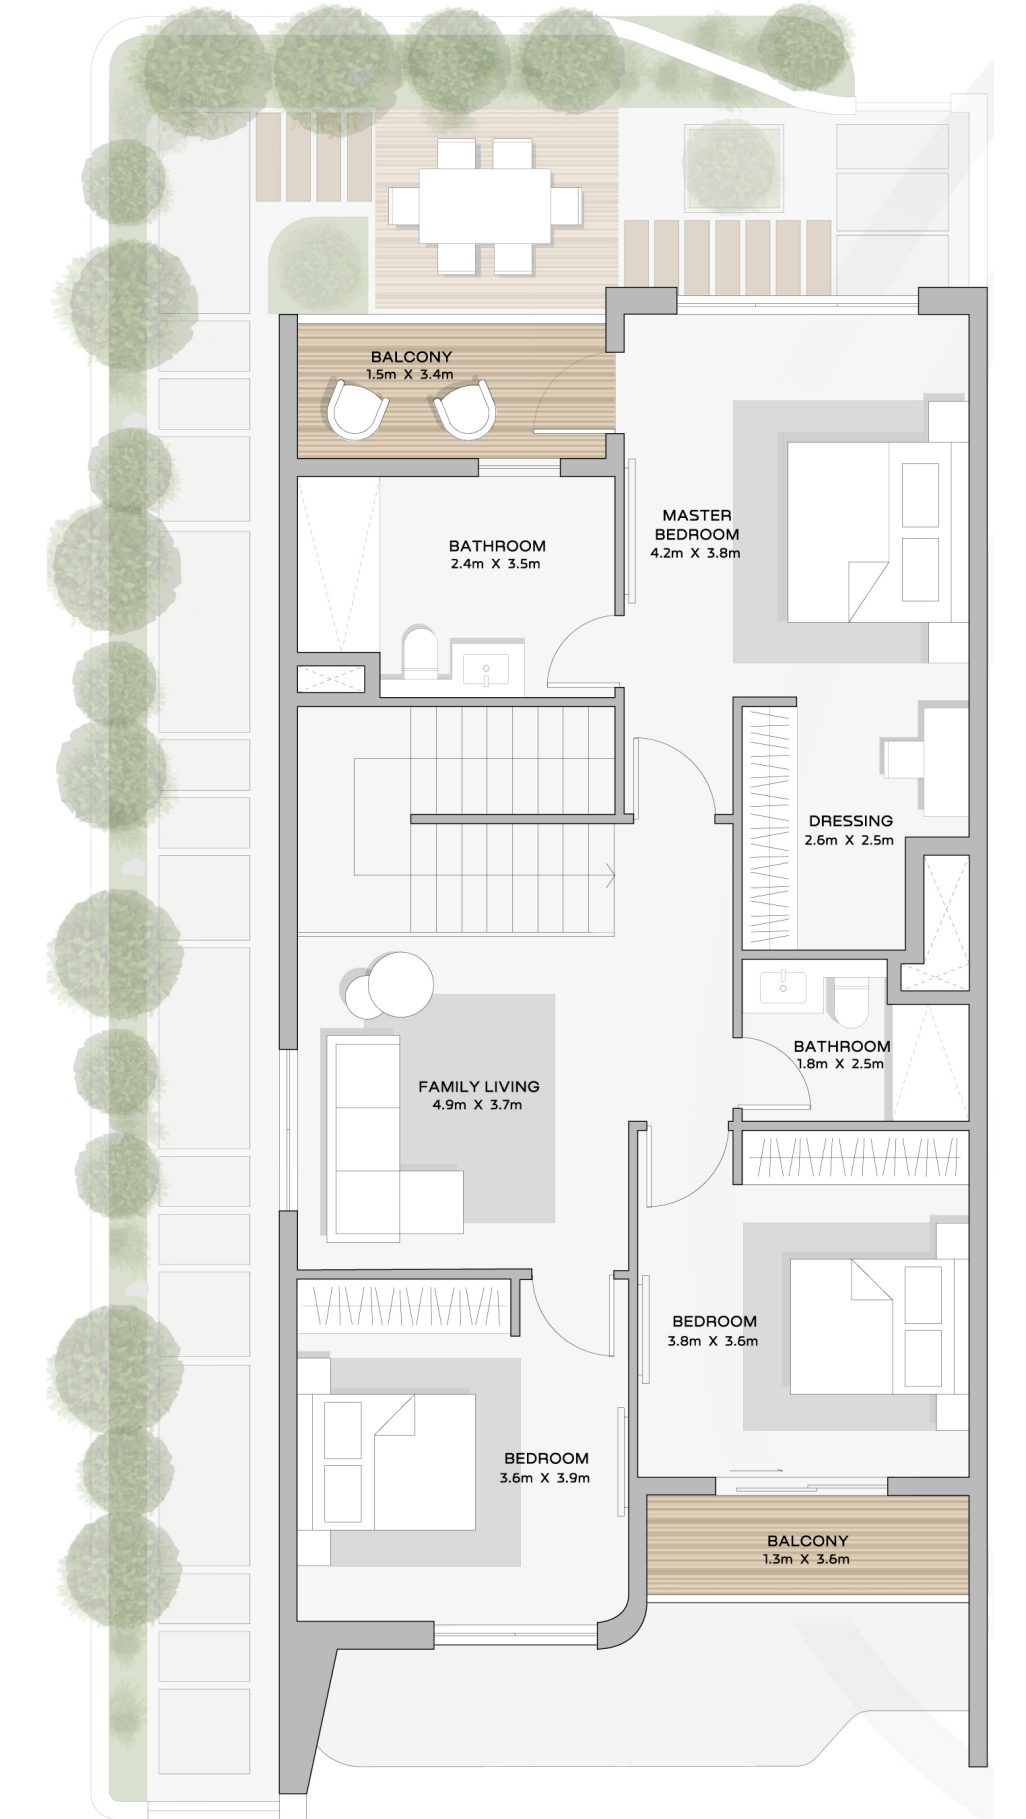 BALCONY
1.5m X 3.4m
MASTER
BEDROOM
4.2m X 3.8m
BATHROOM
2.4m X 3.5m
DRESSING
2.6m X 2.5m
BATHROOM
1.8m X 2.5m
FAMILY LIVING
4.9m X 3.7m
BEDROOM
3.8m X 3.6m
BEDROOM
3.6m X 3.9m
BALCONY
1.3m X 3.6m